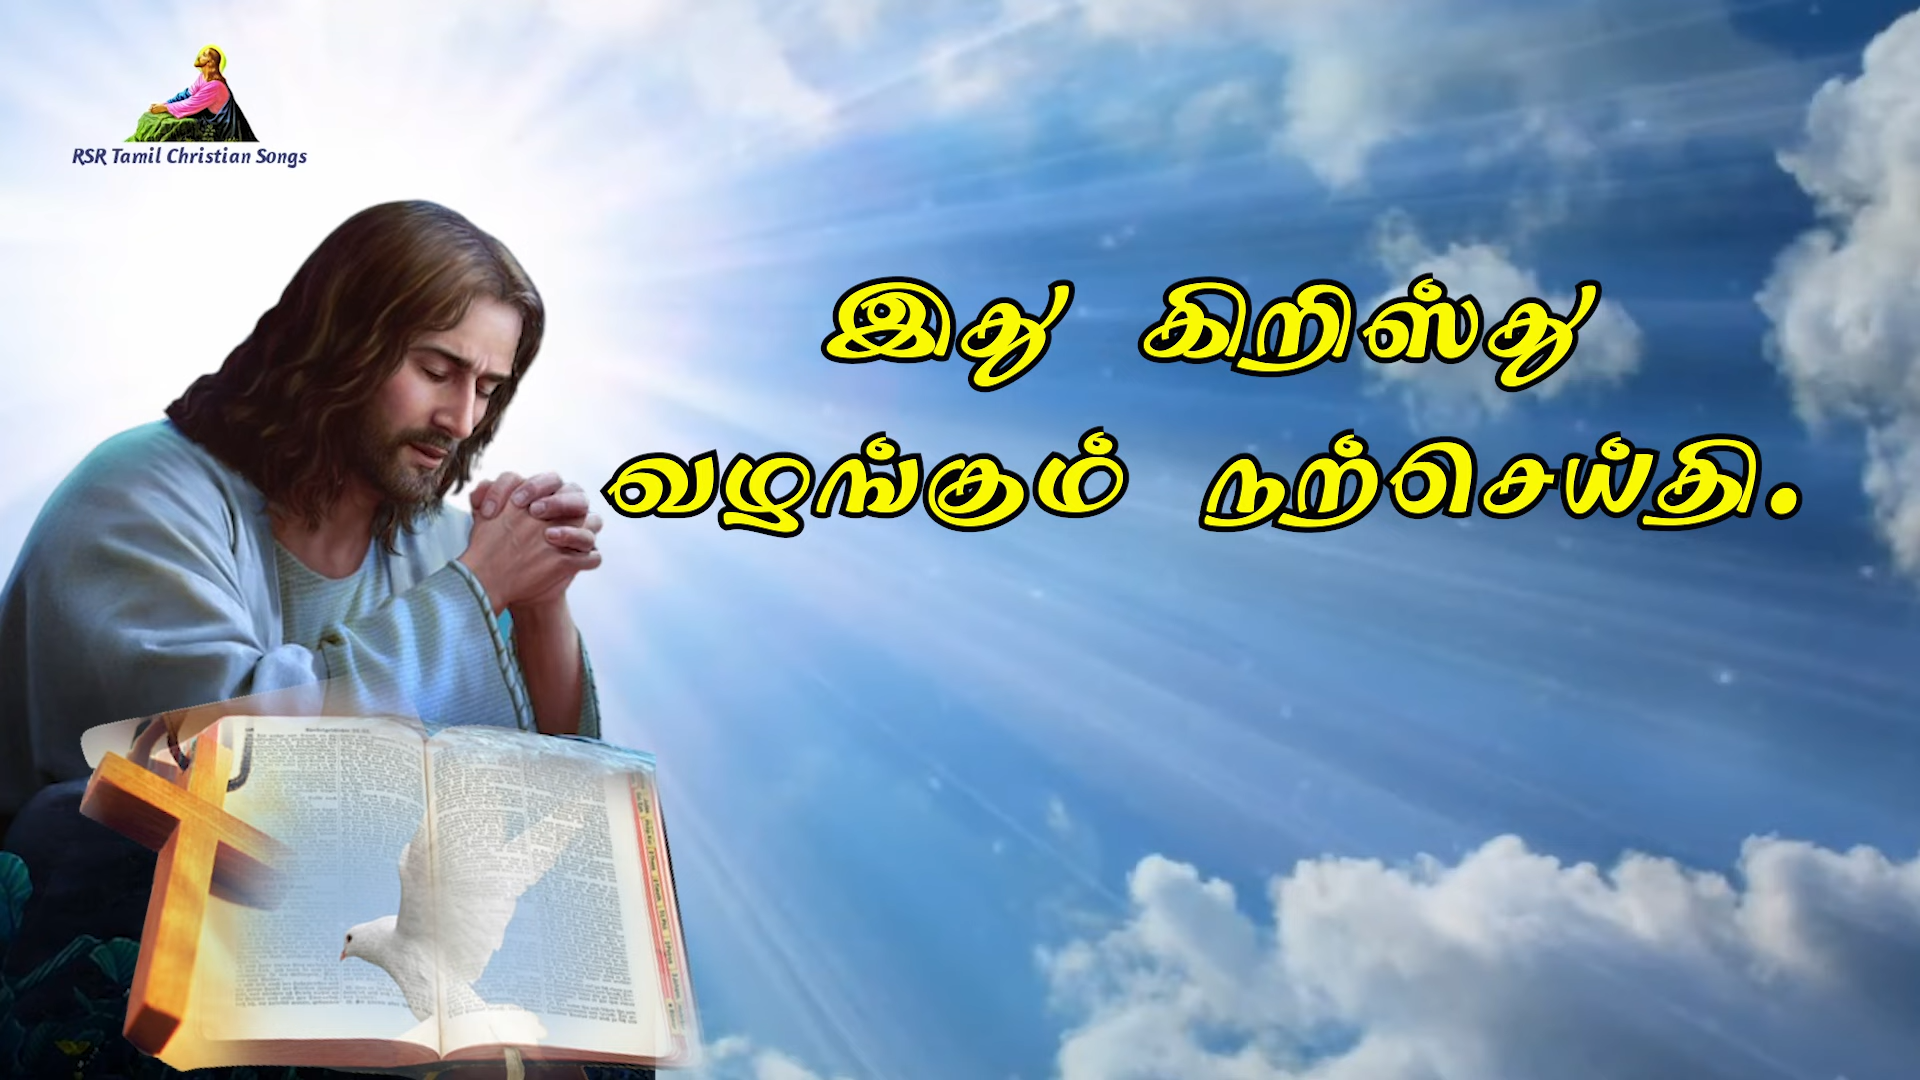 RSR Tamil Christian Songs
இது கிறிஸ்து
வழங்கும் நற்செய்தி.